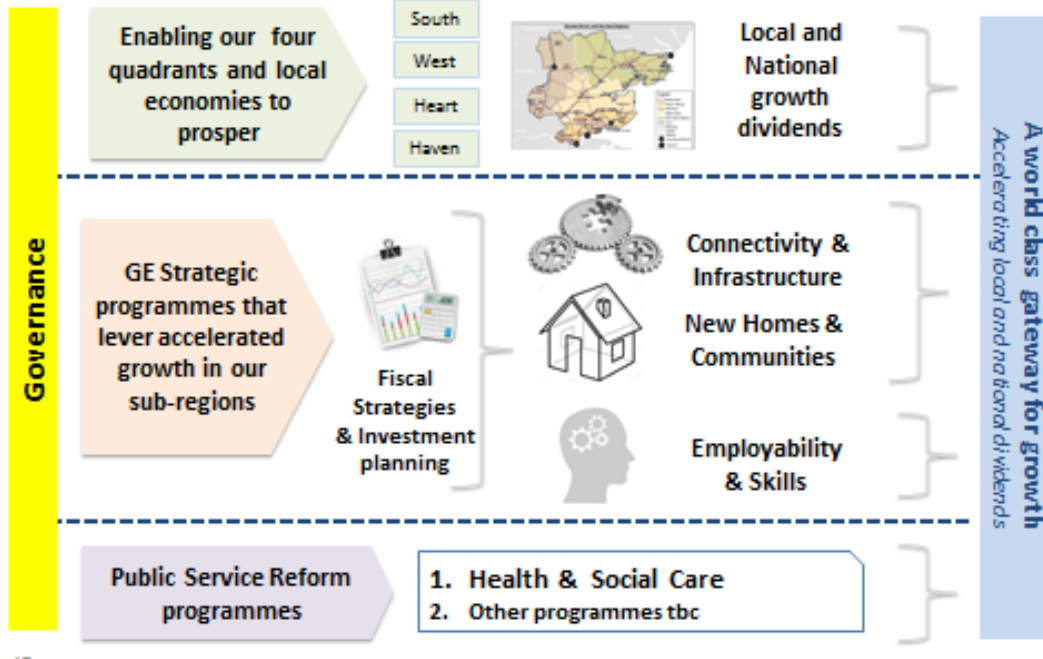 Governance
Enabling our four
quadrants and local
economies to
prosper
South
West
Heart
Haven
Local and
National
growth
dividends
GE Strategic
programmes that
lever accelerated
growth in our
sub-regions
Fiscal
Strategies
& Investment
planning
Connectivity &
Infrastructure
New Homes &
Communities
Employability
& Skills
Public Service Reform
programmes
1. Health & Social Care
2. Other programmes tbc
A world class gateway for growth
Accelerating local and national dividends